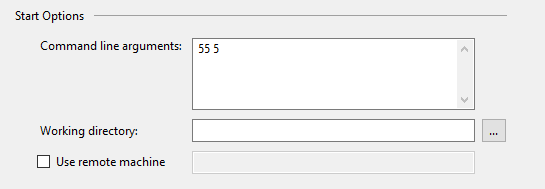 Start Options
Command line arguments:
55 5
Working directory:
...
Use remote machine